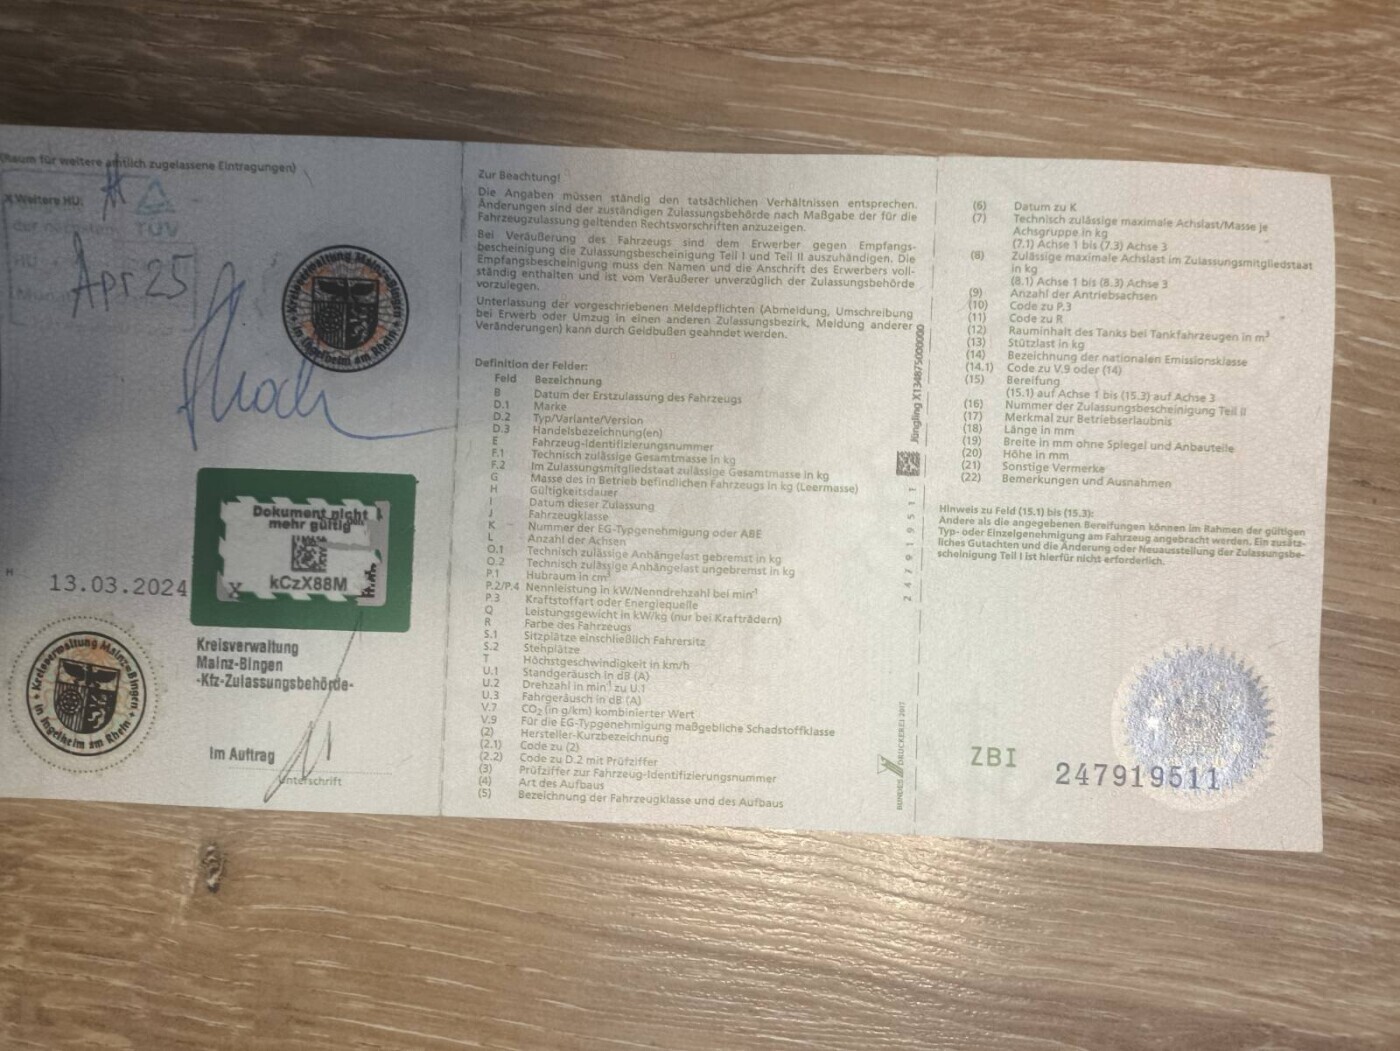 (Raum für weitere amtlich zugelassene Eintragungen)
x Weitere HU:
der nächsten TÜV
HU
Apr 25
Kreisverwaltung Mainz-Bingen
in Ingelheim am Rhein
Dokument nicht
mehr gültig
kCzX88M
X
H
13.03.2024
Kreisverwaltung Mainz-Bingen
in Ingelheim am Rhein
Kreisverwaltung
Mainz-Bingen
-Kfz-Zulassungsbehörde-
Im Auftrag
Unterschrift
Zur Beachtung!
Die Angaben müssen ständig den tatsächlichen Verhältnissen entsprechen.
Änderungen sind der zuständigen Zulassungsbehörde nach Maßgabe der für die
Fahrzeugzulassung geltenden Rechtsvorschriften anzuzeigen.
Bei Veräußerung des Fahrzeugs sind dem Erwerber gegen Empfangs-
bescheinigung die Zulassungsbescheinigung Teil I und Teil II auszuhändigen. Die
Empfangsbescheinigung muss den Namen und die Anschrift des Erwerbers voll-
ständig enthalten und ist vom Veräußerer unverzüglich der Zulassungsbehörde
vorzulegen.
Unterlassung der vorgeschriebenen Meldepflichten (Abmeldung, Umschreibung
bei Erwerb oder Umzug in einen anderen Zulassungsbezirk, Meldung anderer
Veränderungen) kann durch Geldbußen geahndet werden.
Definition der Felder:
Feld Bezeichnung
B Datum der Erstzulassung des Fahrzeugs
D.1 Marke
D.2 Typ/Variante/Version
D.3 Handelsbezeichnung(en)
E Fahrzeug-Identifizierungsnummer
F.1 Technisch zulässige Gesamtmasse in kg
F.2 Im Zulassungsmitgliedstaat zulässige Gesamtmasse in kg
G Masse des in Betrieb befindlichen Fahrzeugs in kg (Leermasse)
H Gültigkeitsdauer
I Datum dieser Zulassung
J Fahrzeugklasse
K Nummer der EG-Typgenehmigung oder ABE
L Anzahl der Achsen
O.1 Technisch zulässige Anhängelast gebremst in kg
O.2 Technisch zulässige Anhängelast ungebremst in kg
P.1 Hubraum in cm³
P.2/P.4 Nennleistung in kW/Nenndrehzahl bei min⁻¹
P.3 Kraftstoffart oder Energiequelle
Q Leistungsgewicht in kW/kg (nur bei Krafträdern)
R Farbe des Fahrzeugs
S.1 Sitzplätze einschließlich Fahrersitz
S.2 Stehplätze
T Höchstgeschwindigkeit in km/h
U.1 Standgeräusch in dB (A)
U.2 Drehzahl in min⁻¹ zu U.1
U.3 Fahrgeräusch in dB (A)
V.7 CO₂ (in g/km) kombinierter Wert
V.9 Für die EG-Typgenehmigung maßgebliche Schadstoffklasse
(2) Hersteller-Kurzbezeichnung
(2.1) Code zu (2)
(2.2) Code zu D.2 mit Prüfziffer
(3) Prüfziffer zur Fahrzeug-Identifizierungsnummer
(4) Art des Aufbaus
(5) Bezeichnung der Fahrzeugklasse und des Aufbaus
Jüngling X134875000000
247919511
BUNDESDRUCKEREI 2017
(6) Datum zu K
(7) Technisch zulässige maximale Achslast/Masse je
Achsgruppe in kg
(7.1) Achse 1 bis (7.3) Achse 3
(8) Zulässige maximale Achslast im Zulassungsmitgliedstaat
in kg
(8.1) Achse 1 bis (8.3) Achse 3
(9) Anzahl der Antriebsachsen
(10) Code zu P.3
(11) Code zu R
(12) Rauminhalt des Tanks bei Tankfahrzeugen in m³
(13) Stützlast in kg
(14) Bezeichnung der nationalen Emissionsklasse
(14.1) Code zu V.9 oder (14)
(15) Bereifung
(15.1) auf Achse 1 bis (15.3) auf Achse 3
(16) Nummer der Zulassungsbescheinigung Teil II
(17) Merkmal zur Betriebserlaubnis
(18) Länge in mm
(19) Breite in mm ohne Spiegel und Anbauteile
(20) Höhe in mm
(21) Sonstige Vermerke
(22) Bemerkungen und Ausnahmen
Hinweis zu Feld (15.1) bis (15.3):
Andere als die angegebenen Bereifungen können im Rahmen der gültigen
Typ- oder Einzelgenehmigung am Fahrzeug angebracht werden. Ein zusätz-
liches Gutachten und die Änderung oder Neuausstellung der Zulassungsbe-
scheinigung Teil I ist hierfür nicht erforderlich.
ZBI
247919511